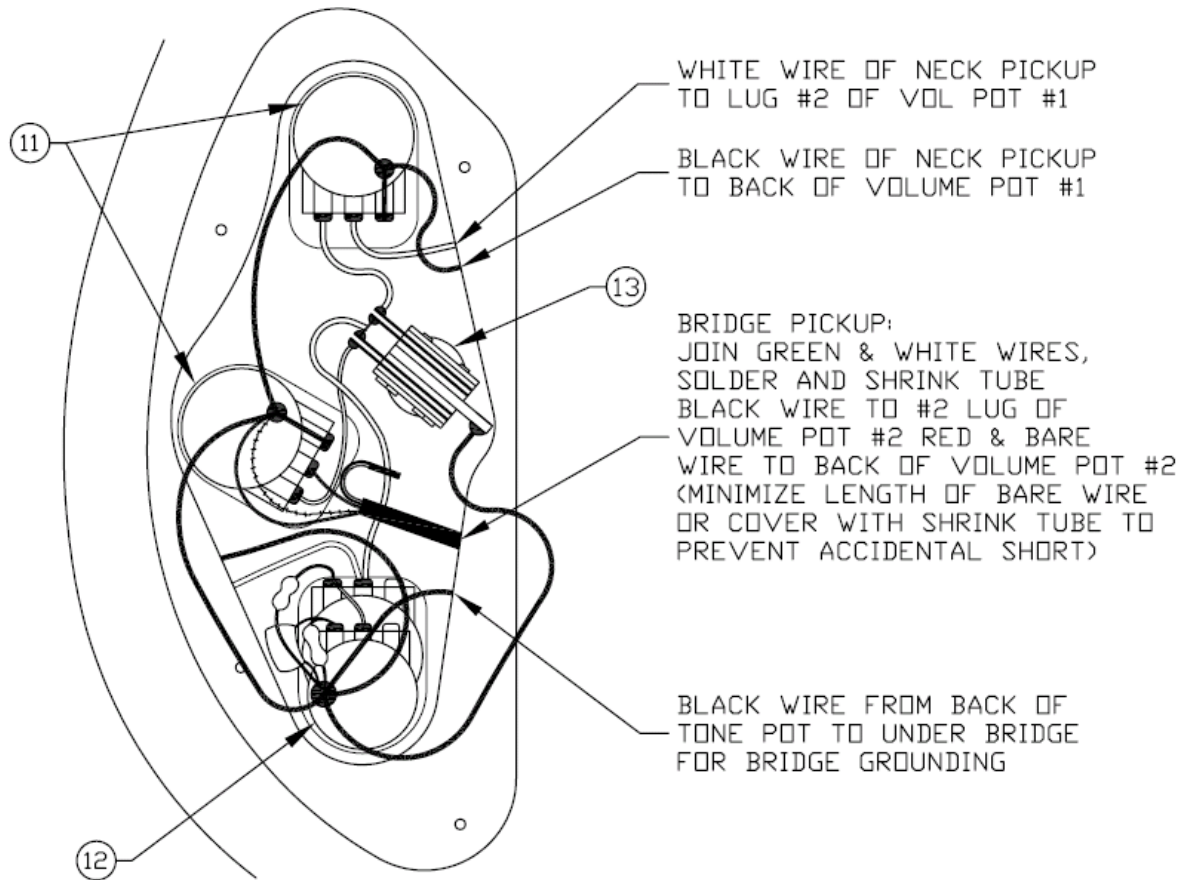 WHITE WIRE OF NECK PICKUP
TO LUG #2 OF VOL POT #1
11
BLACK WIRE OF NECK PICKUP
TO BACK OF VOLUME POT #1
13
BRIDGE PICKUP:
JOIN GREEN & WHITE WIRES,
SOLDER AND SHRINK TUBE
BLACK WIRE TO #2 LUG OF
VOLUME POT #2 RED & BARE
WIRE TO BACK OF VOLUME POT #2
(MINIMIZE LENGTH OF BARE WIRE
OR COVER WITH SHRINK TUBE TO
PREVENT ACCIDENTAL SHORT)
BLACK WIRE FROM BACK OF
TONE POT TO UNDER BRIDGE
FOR BRIDGE GROUNDING
12